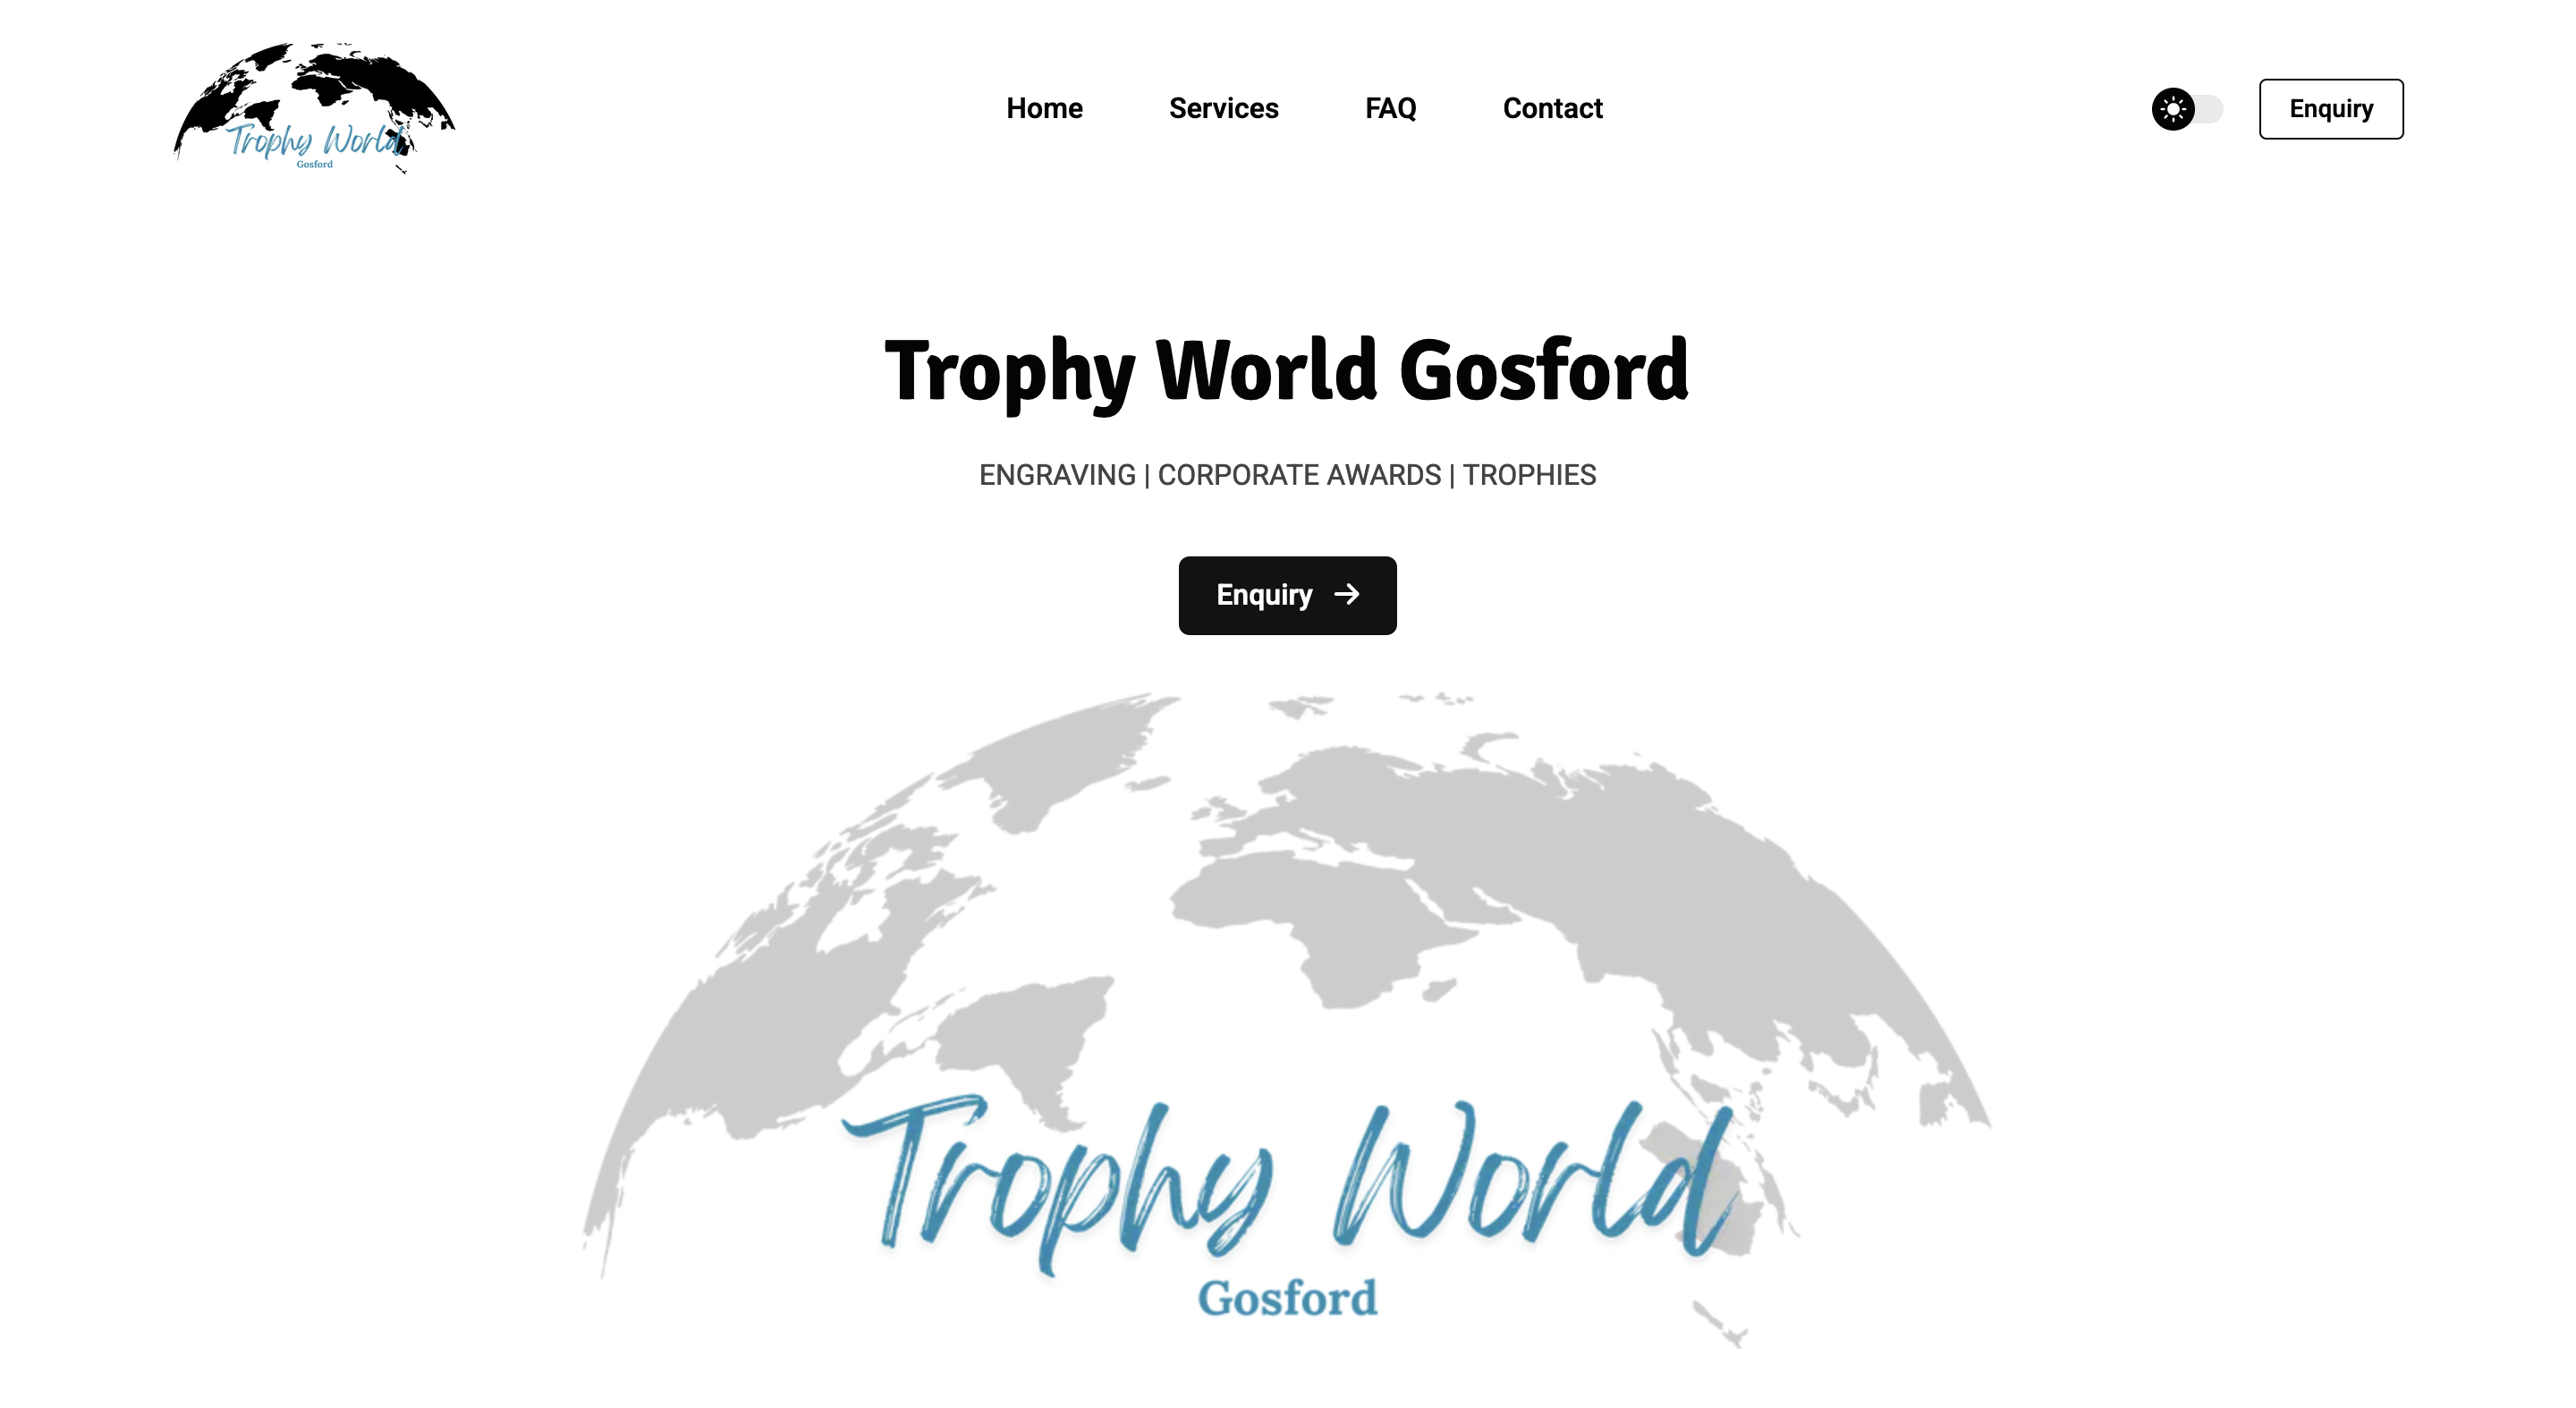 Trophy World
Gosford
Home
Services
FAQ
Contact
Enquiry
Trophy World Gosford
ENGRAVING | CORPORATE AWARDS | TROPHIES
Enquiry
Trophy World
Gosford